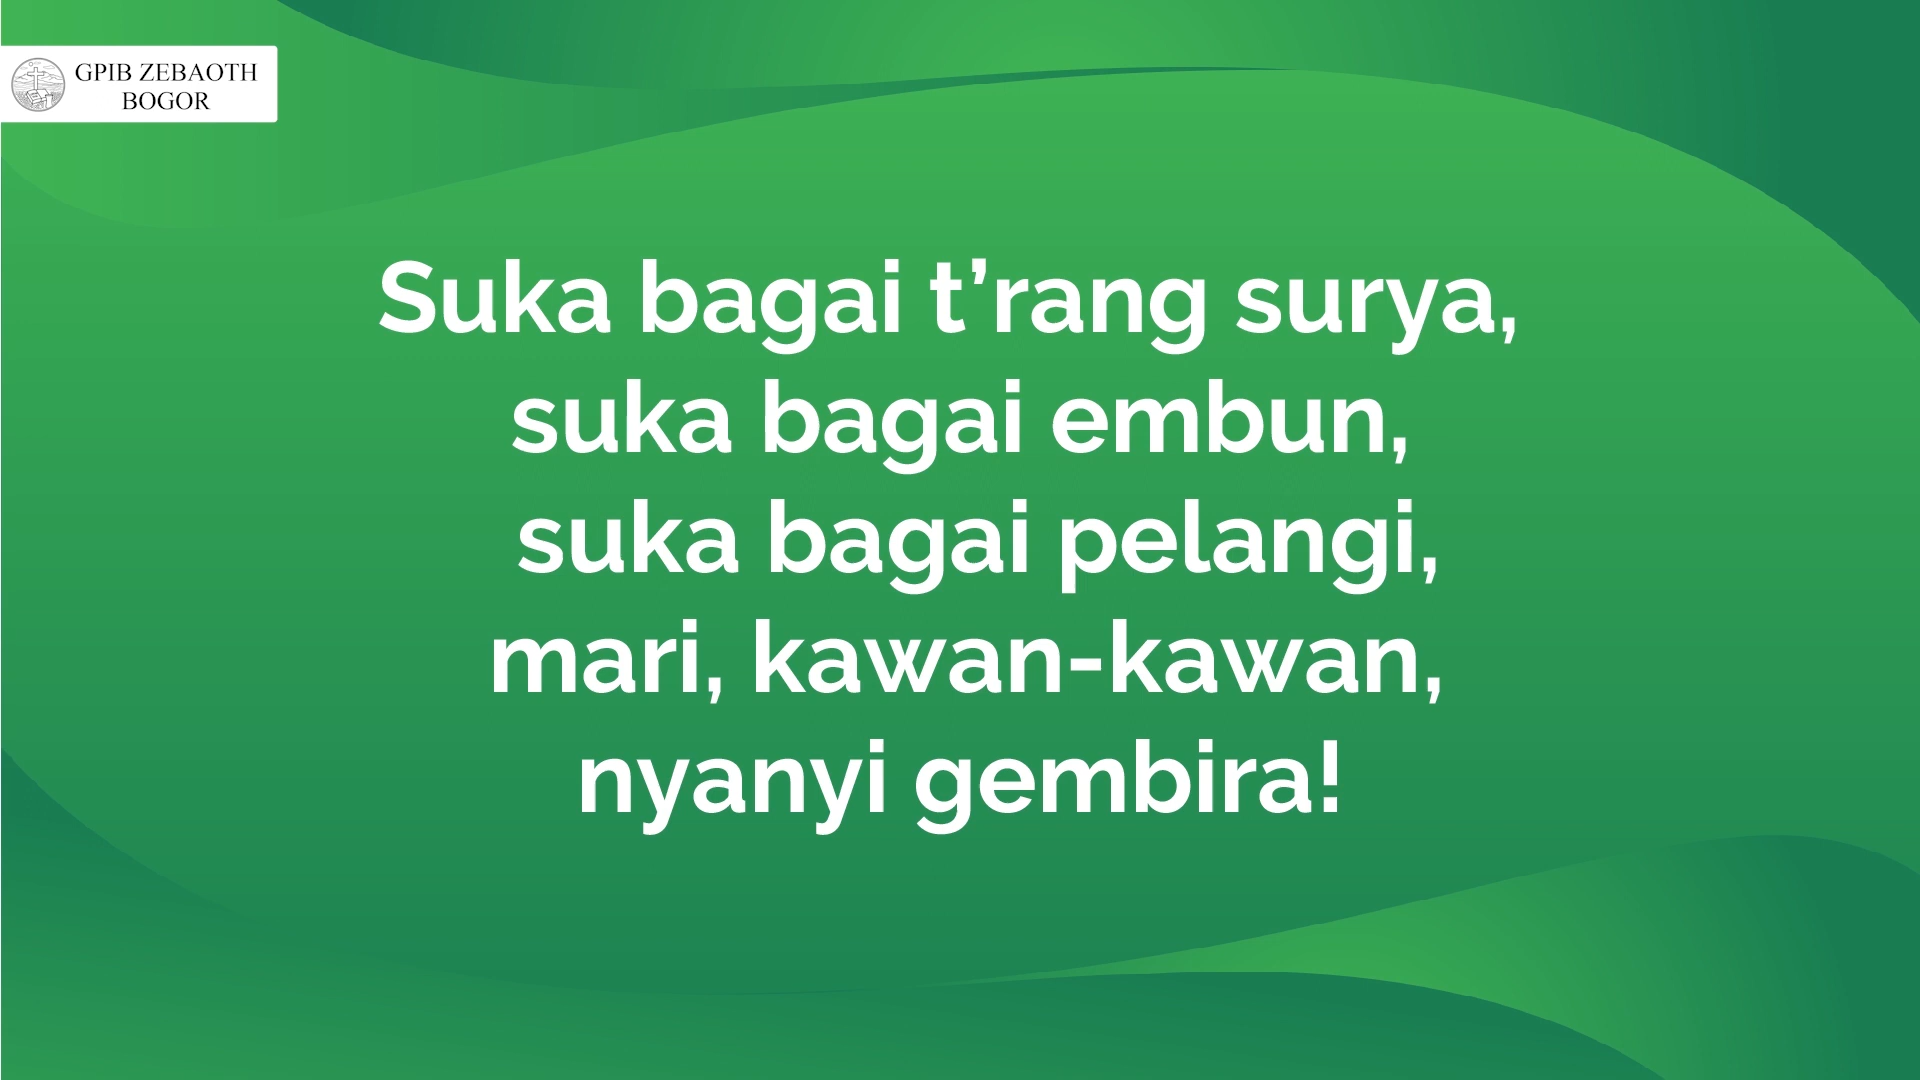 GPIB ZEBAOTH
BOGOR
Suka bagai t’rang surya,
suka bagai embun,
suka bagai pelangi,
mari, kawan-kawan,
nyanyi gembira!